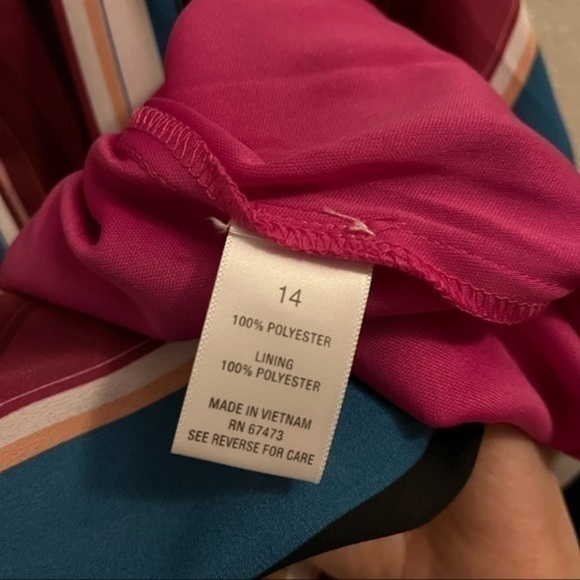 14
100% POLYESTER
LINING
100% POLYESTER
MADE IN VIETNAM
RN 67473
SEE REVERSE FOR CARE